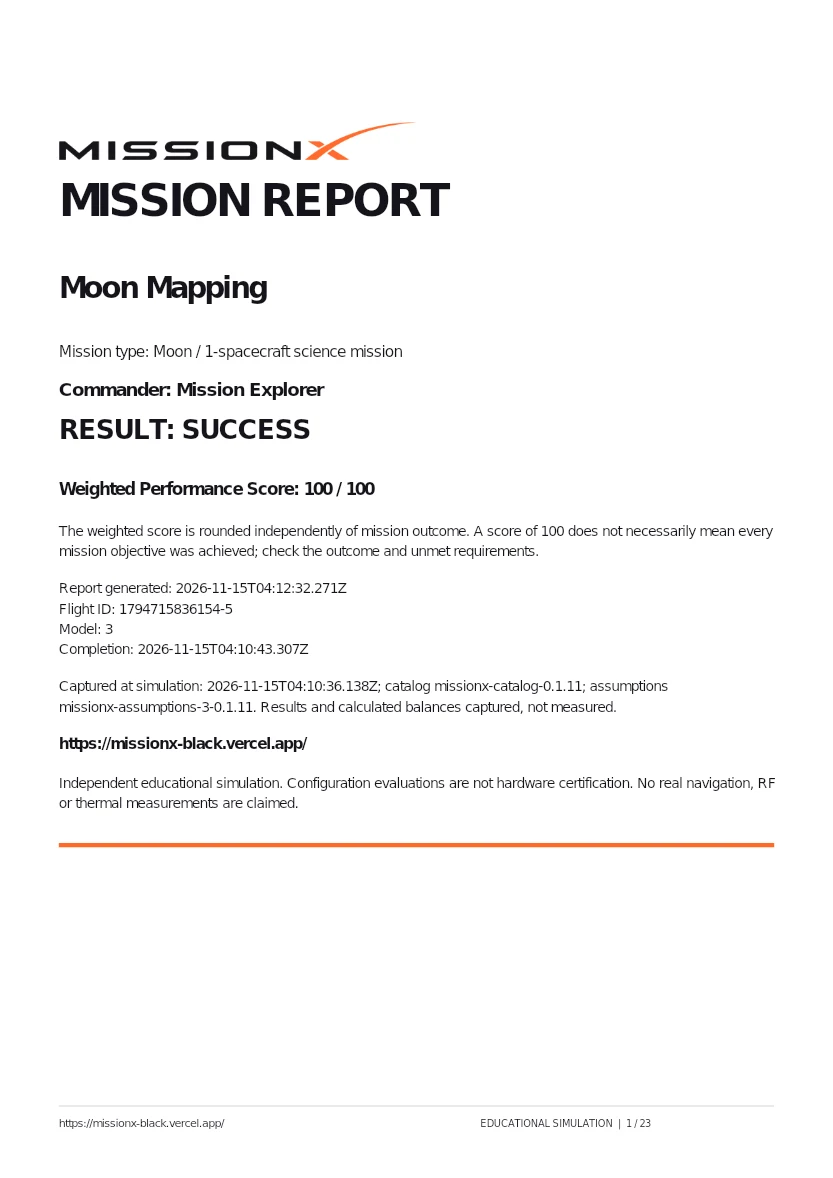 MISSIONX
MISSION REPORT
Moon Mapping
Mission type: Moon / 1-spacecraft science mission
Commander: Mission Explorer
RESULT: SUCCESS
Weighted Performance Score: 100 / 100
The weighted score is rounded independently of mission outcome. A score of 100 does not necessarily mean every
mission objective was achieved; check the outcome and unmet requirements.
Report generated: 2026-11-15T04:12:32.271Z
Flight ID: 1794715836154-5
Model: 3
Completion: 2026-11-15T04:10:43.307Z
Captured at simulation: 2026-11-15T04:10:36.138Z; catalog missionx-catalog-0.1.11; assumptions
missionx-assumptions-3-0.1.11. Results and calculated balances captured, not measured.
https://missionx-black.vercel.app/
Independent educational simulation. Configuration evaluations are not hardware certification. No real navigation, RF
or thermal measurements are claimed.
https://missionx-black.vercel.app/
EDUCATIONAL SIMULATION | 1 / 23